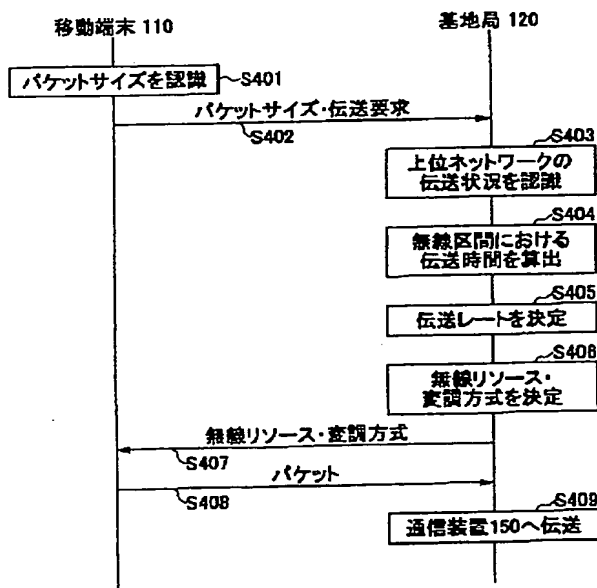 移動端末 110
基地局 120
パケットサイズを認識
S401
パケットサイズ・伝送要求
S402
S403
上位ネットワークの
伝送状況を認識
S404
無線区間における
伝送時間を算出
S405
伝送レートを決定
S406
無線リソース・
変調方式を決定
無線リソース・変調方式
S407
パケット
S408
S409
通信装置150へ伝送